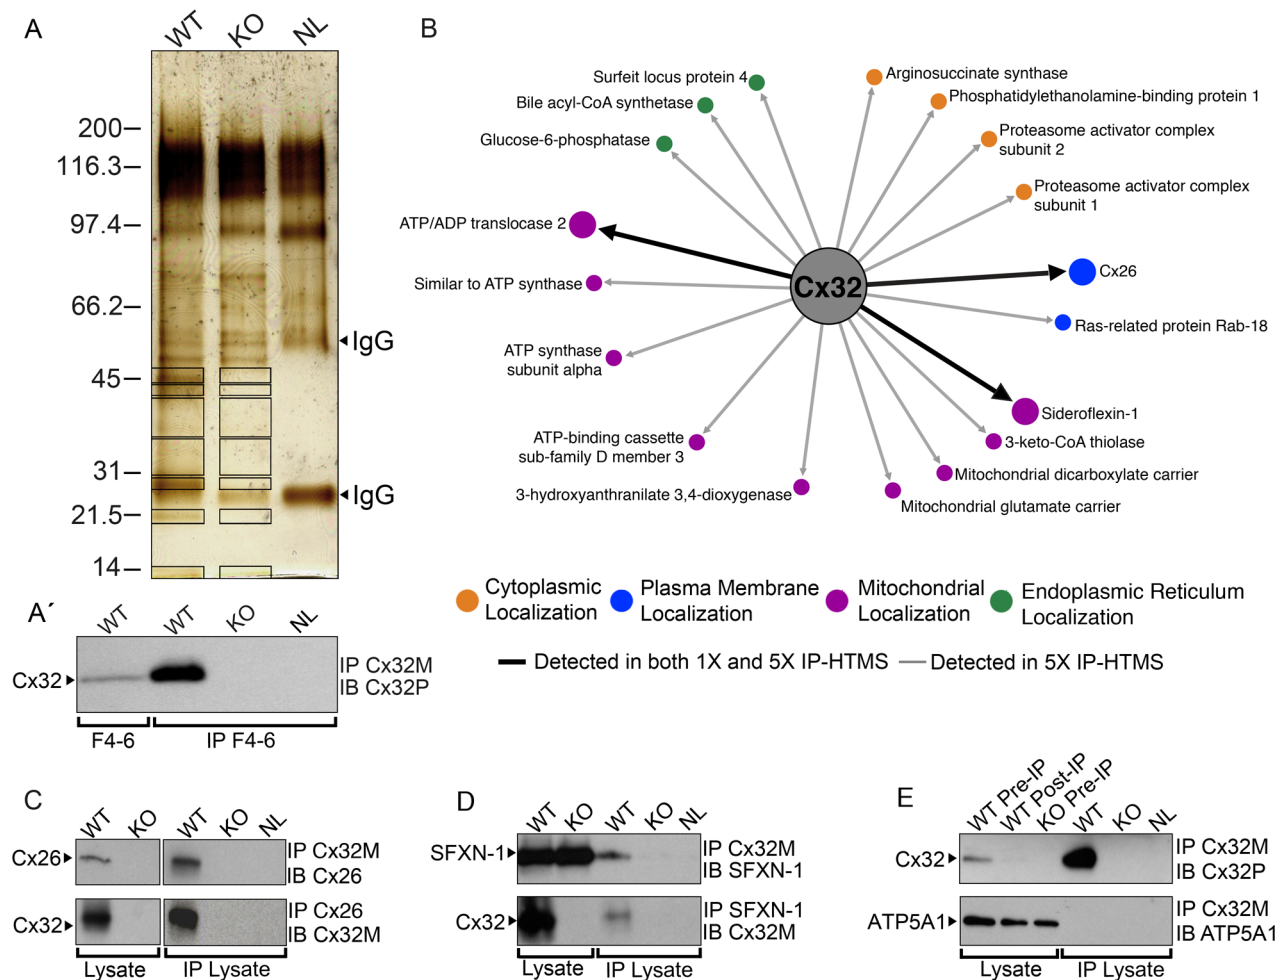 A
WT KO NL
200
116.3
97.4
66.2
IgG
45
31
IgG
21.5
14
A´
WT WT KO NL
Cx32
IP Cx32M
IB Cx32P
F4-6 IP F4-6
B
Surfeit locus protein 4
Bile acyl-CoA synthetase
Glucose-6-phosphatase
ATP/ADP translocase 2
Similar to ATP synthase
ATP synthase
subunit alpha
ATP-binding cassette
sub-family D member 3
3-hydroxyanthranilate 3,4-dioxygenase
Cx32
Arginosuccinate synthase
Phosphatidylethanolamine-binding protein 1
Proteasome activator complex
subunit 2
Proteasome activator complex
subunit 1
Cx26
Ras-related protein Rab-18
Sideroflexin-1
3-keto-CoA thiolase
Mitochondrial dicarboxylate carrier
Mitochondrial glutamate carrier
Cytoplasmic
Localization
Plasma Membrane
Localization
Mitochondrial
Localization
Endoplasmic Reticulum
Localization
Detected in both 1X and 5X IP-HTMS
Detected in 5X IP-HTMS
C
WT KO WT KO NL
Cx26
IP Cx32M
IB Cx26
Cx32
IP Cx26
IB Cx32M
Lysate IP Lysate
D
WT KO WT KO NL
SFXN-1
IP Cx32M
IB SFXN-1
Cx32
IP SFXN-1
IB Cx32M
Lysate IP Lysate
E
WT Pre-IP
WT Post-IP
KO Pre-IP
WT KO NL
Cx32
IP Cx32M
IB Cx32P
ATP5A1
IP Cx32M
IB ATP5A1
Lysate IP Lysate